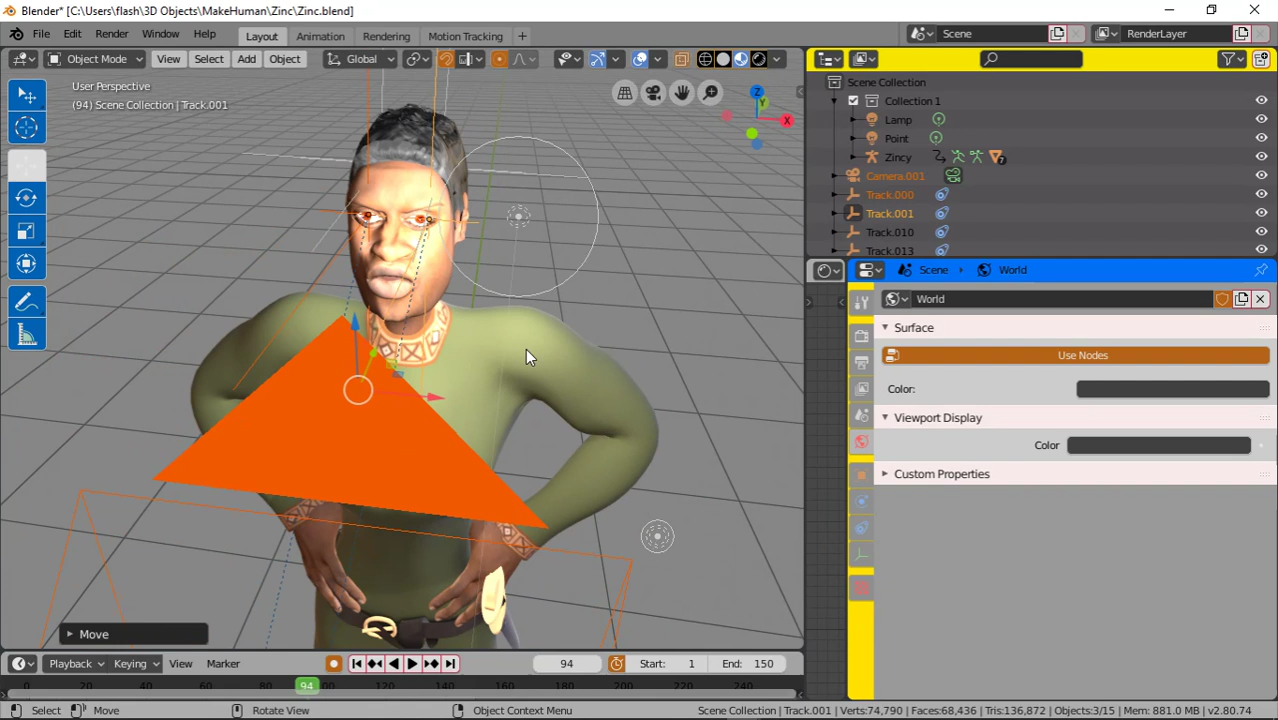 Blender* [C:\Users\flash\3D Objects\MakeHuman\Zinc\Zinc.blend]
File Edit Render Window Help Layout Animation Rendering Motion Tracking + Scene RenderLayer
Object Mode View Select Add Object Global
User Perspective
(94) Scene Collection | Track.001
Z
Y
X
Scene Collection
Collection 1
Lamp
Point
Zincy 7
Camera.001
Track.000
Track.001
Track.010
Track.013
Scene World
World
Surface
Use Nodes
Color:
Viewport Display
Color
Custom Properties
Move
Playback Keying View Marker 94 Start: 1 End: 150
0 20 40 60 80 94 00 120 140 160 180 200 220 240
Select Move Rotate View Object Context Menu Scene Collection | Track.001 | Verts:74,790 | Faces:68,436 | Tris:136,872 | Objects:3/15 | Mem: 881.0 MB | v2.80.74